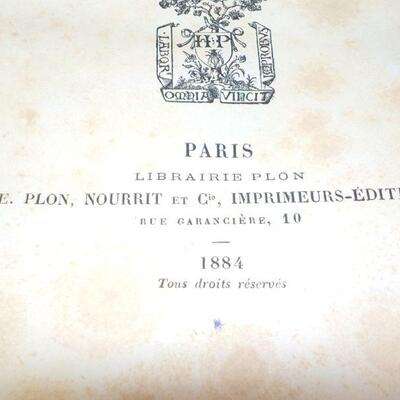 LABOR
IMPROBUS
H P
OMNIA VINCIT
PARIS
LIBRAIRIE PLON
E. PLON, NOURRIT ET Cie, IMPRIMEURS-ÉDIT
RUE GARANCIÈRE, 10
1884
Tous droits réservés